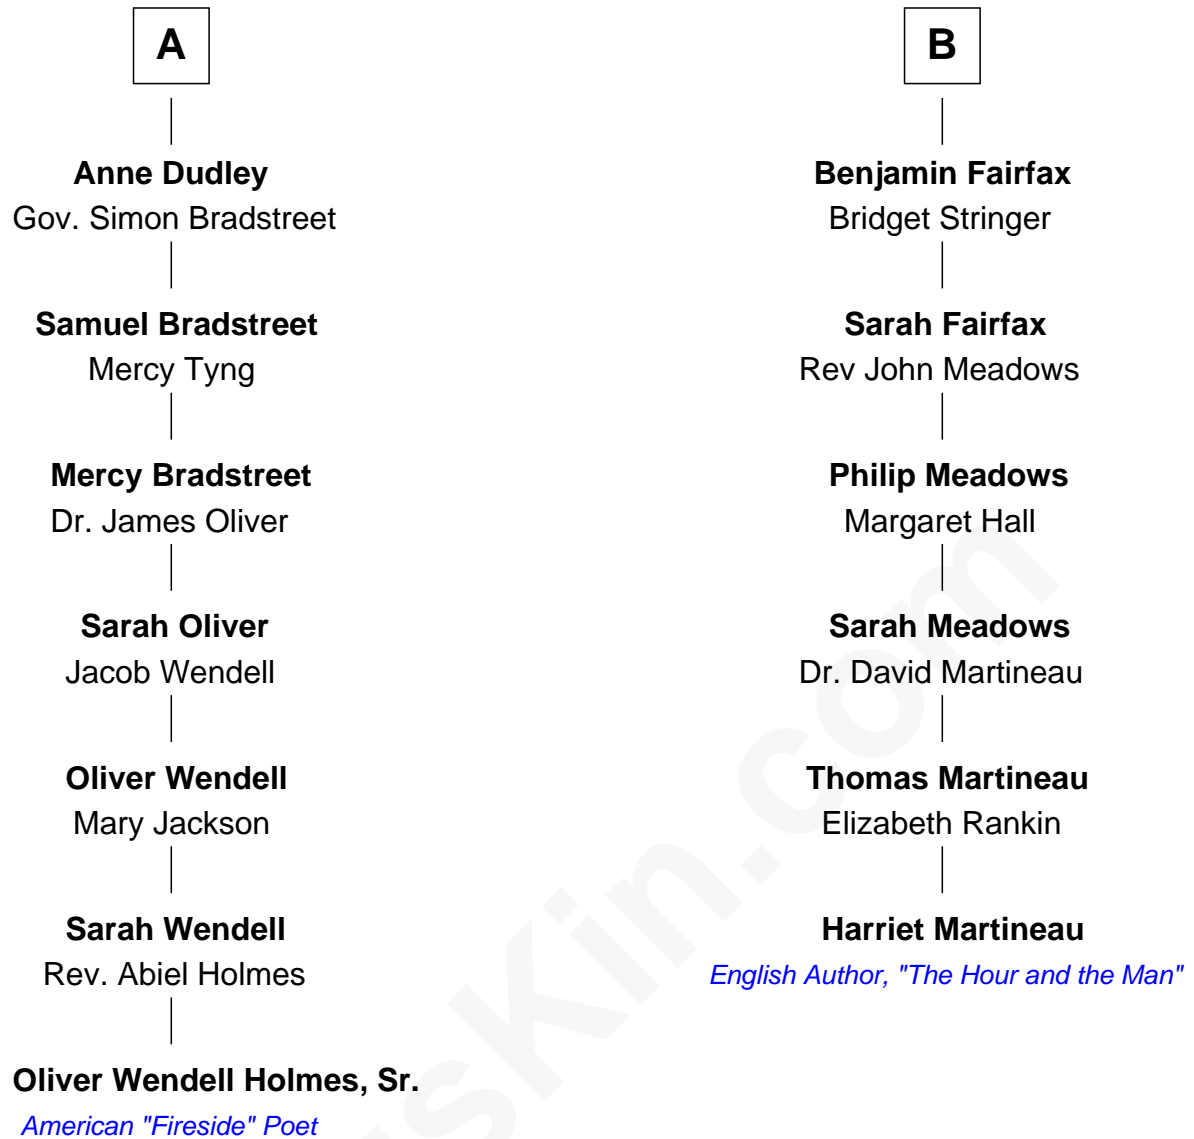 A
Anne Dudley
Gov. Simon Bradstreet
Samuel Bradstreet
Mercy Tyng
Mercy Bradstreet
Dr. James Oliver
Sarah Oliver
Jacob Wendell
Oliver Wendell
Mary Jackson
Sarah Wendell
Rev. Abiel Holmes
Oliver Wendell Holmes, Sr.
American "Fireside" Poet
B
Benjamin Fairfax
Bridget Stringer
Sarah Fairfax
Rev John Meadows
Philip Meadows
Margaret Hall
Sarah Meadows
Dr. David Martineau
Thomas Martineau
Elizabeth Rankin
Harriet Martineau
English Author, "The Hour and the Man"